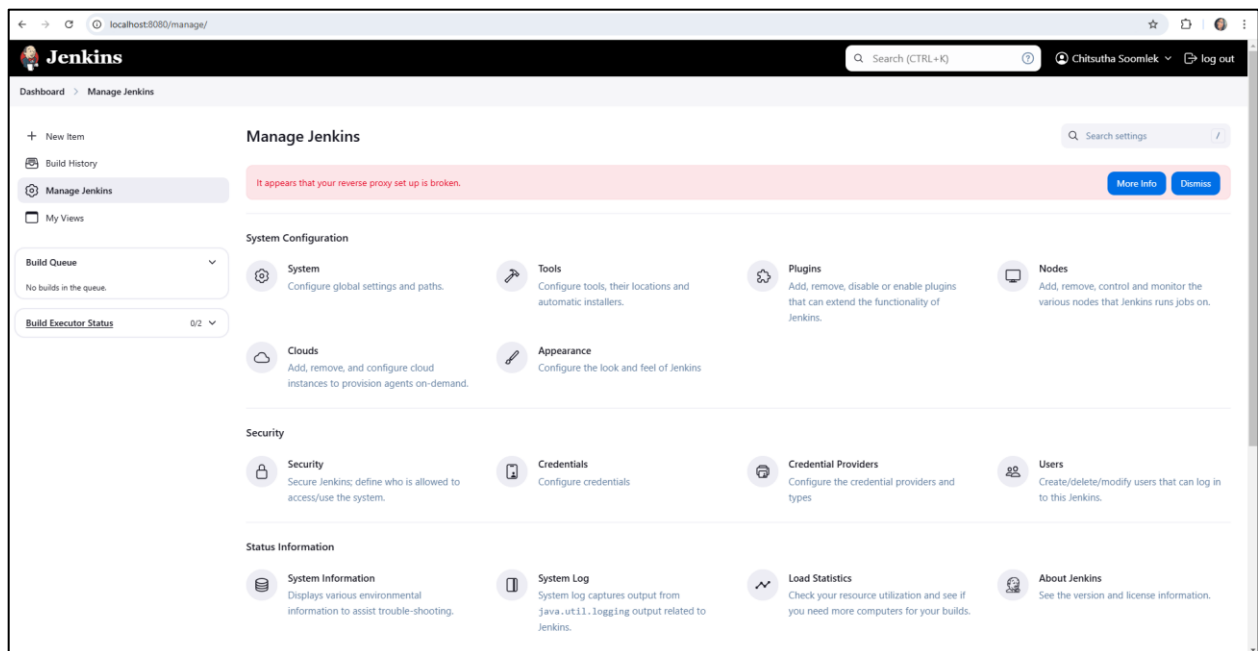 localhost:8080/manage/
Jenkins
Search (CTRL+K)
Chitsutha Soomlek
log out
Dashboard > Manage Jenkins
New Item
Build History
Manage Jenkins
My Views
Build Queue
No builds in the queue.
Build Executor Status
0/2
Manage Jenkins
Search settings
/
It appears that your reverse proxy set up is broken.
More Info
Dismiss
System Configuration
System
Configure global settings and paths.
Tools
Configure tools, their locations and
automatic installers.
Plugins
Add, remove, disable or enable plugins
that can extend the functionality of
Jenkins.
Nodes
Add, remove, control and monitor the
various nodes that Jenkins runs jobs on.
Clouds
Add, remove, and configure cloud
instances to provision agents on-demand.
Appearance
Configure the look and feel of Jenkins
Security
Security
Secure Jenkins; define who is allowed to
access/use the system.
Credentials
Configure credentials
Credential Providers
Configure the credential providers and
types
Users
Create/delete/modify users that can log in
to this Jenkins.
Status Information
System Information
Displays various environmental
information to assist trouble-shooting.
System Log
System log captures output from
java.util.logging output related to
Jenkins.
Load Statistics
Check your resource utilization and see if
you need more computers for your builds.
About Jenkins
See the version and license information.